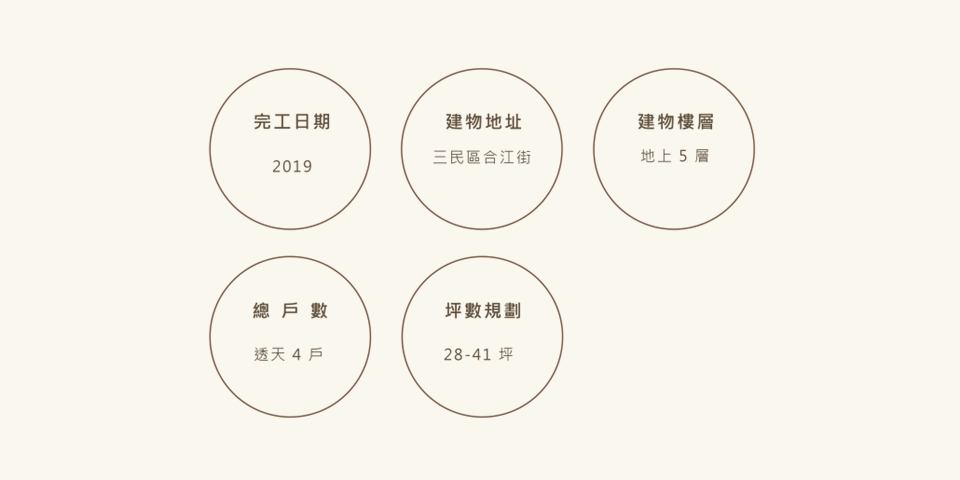 完工日期
2019
建物地址
三民區合江街
建物樓層
地上 5 層
總 戶 數
透天 4 戶
坪數規劃
28-41 坪